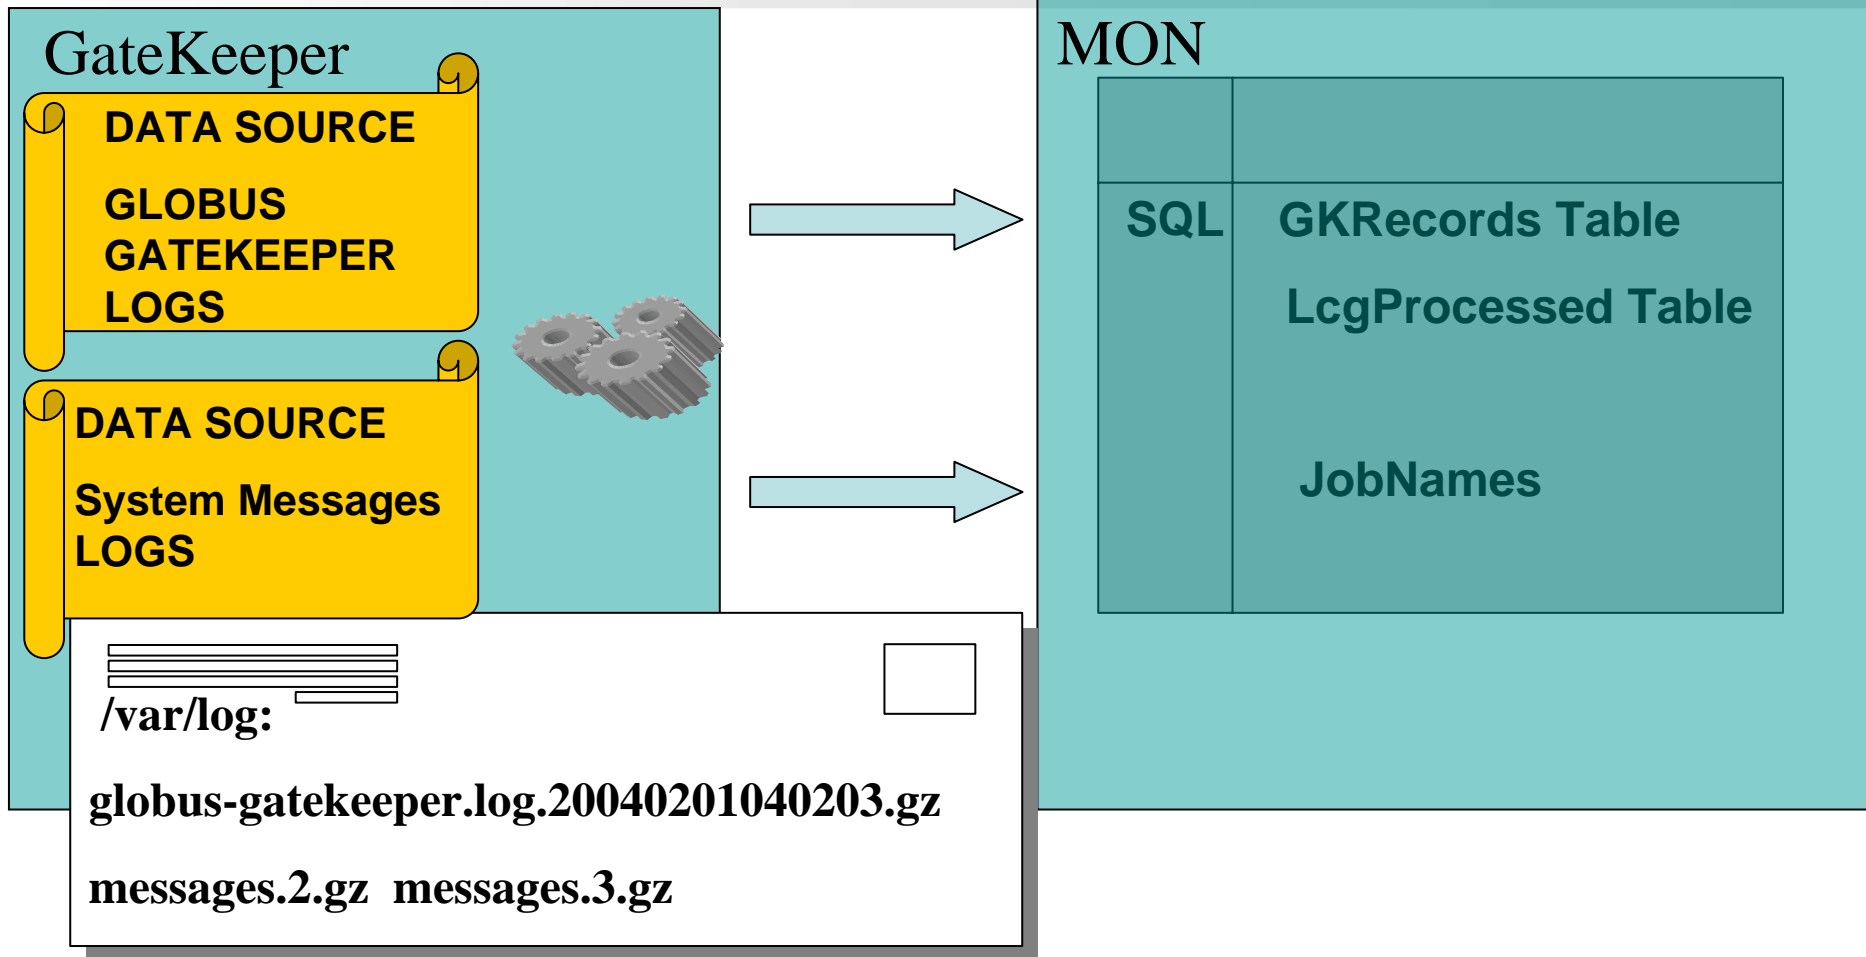 GateKeeper
DATA SOURCE
GLOBUS
GATEKEEPER
LOGS
DATA SOURCE
System Messages
LOGS
/var/log:
globus-gatekeeper.log.20040201040203.gz
messages.2.gz messages.3.gz
MON
SQL GKRecords Table
LcgProcessed Table
JobNames